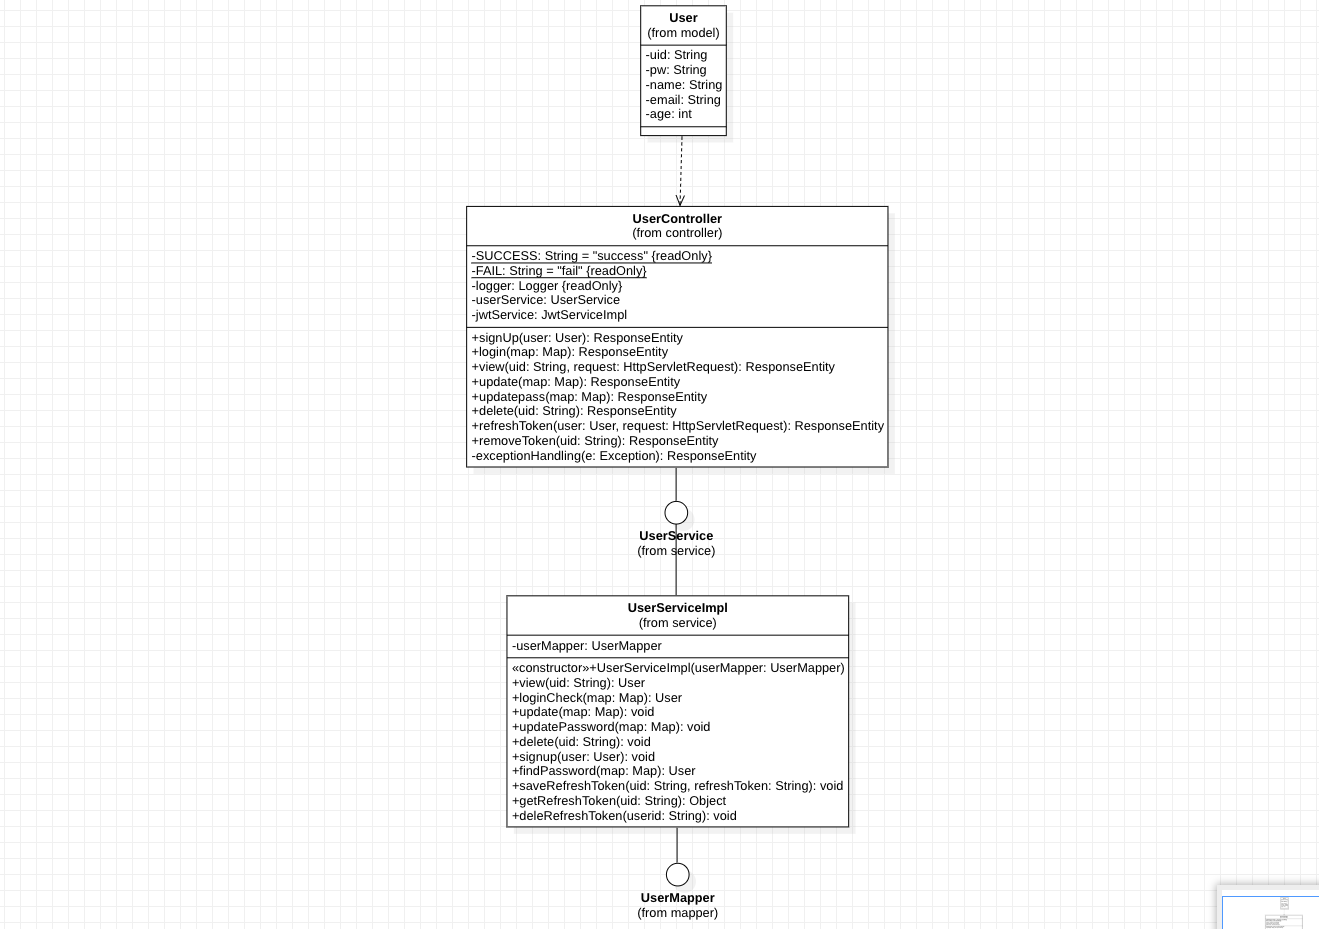 User
(from model)
-uid: String
-pw: String
-name: String
-email: String
-age: int
UserController
(from controller)
-SUCCESS: String = "success" {readOnly}
-FAIL: String = "fail" {readOnly}
-logger: Logger {readOnly}
-userService: UserService
-jwtService: JwtServiceImpl
+signUp(user: User): ResponseEntity
+login(map: Map): ResponseEntity
+view(uid: String, request: HttpServletRequest): ResponseEntity
+update(map: Map): ResponseEntity
+updatepass(map: Map): ResponseEntity
+delete(uid: String): ResponseEntity
+refreshToken(user: User, request: HttpServletRequest): ResponseEntity
+removeToken(uid: String): ResponseEntity
-exceptionHandling(e: Exception): ResponseEntity
UserService
(from service)
UserServiceImpl
(from service)
-userMapper: UserMapper
«constructor»+UserServiceImpl(userMapper: UserMapper)
+view(uid: String): User
+loginCheck(map: Map): User
+update(map: Map): void
+updatePassword(map: Map): void
+delete(uid: String): void
+signup(user: User): void
+findPassword(map: Map): User
+saveRefreshToken(uid: String, refreshToken: String): void
+getRefreshToken(uid: String): Object
+deleRefreshToken(userid: String): void
UserMapper
(from mapper)